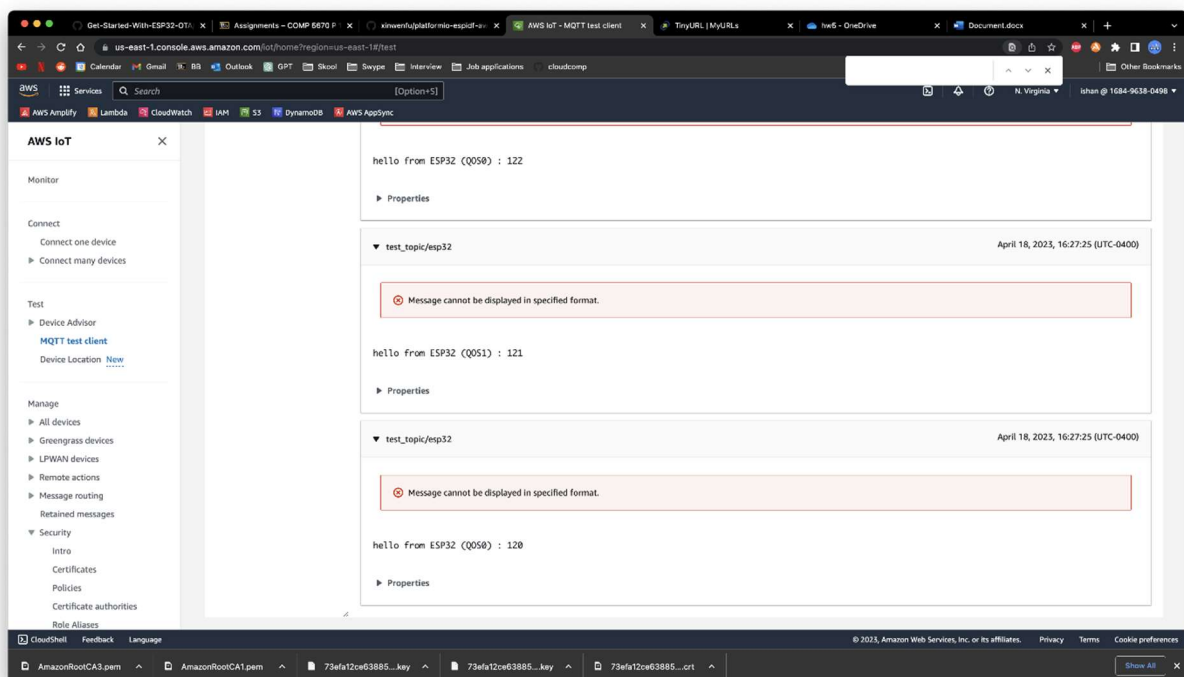 Get-Started-With-ESP32-OTA
Assignments – COMP 5670 P
xinwenfu/platformio-espidf-aw
AWS IoT - MQTT test client
TinyURL | MyURLs
hw5 - OneDrive
Document.docx
us-east-1.console.aws.amazon.com/iot/home?region=us-east-1#/test
Calendar
Gmail
BB
Outlook
GPT
Skool
Swype
Interview
Job applications
cloudcomp
Other Bookmarks
aws
Services
Search
[Option+S]
N. Virginia
ishan @ 1684-9638-0498
AWS Amplify
Lambda
CloudWatch
IAM
S3
DynamoDB
AWS AppSync
AWS IoT
Monitor
Connect
Connect one device
Connect many devices
Test
Device Advisor
MQTT test client
Device Location New
Manage
All devices
Greengrass devices
LPWAN devices
Remote actions
Message routing
Retained messages
Security
Intro
Certificates
Policies
Certificate authorities
Role Aliases
hello from ESP32 (QOS0) : 122
Properties
test_topic/esp32
April 18, 2023, 16:27:25 (UTC-0400)
Message cannot be displayed in specified format.
hello from ESP32 (QOS1) : 121
Properties
test_topic/esp32
April 18, 2023, 16:27:25 (UTC-0400)
Message cannot be displayed in specified format.
hello from ESP32 (QOS0) : 120
Properties
CloudShell
Feedback
Language
© 2023, Amazon Web Services, Inc. or its affiliates.
Privacy
Terms
Cookie preferences
AmazonRootCA3.pem
AmazonRootCA1.pem
73efa12ce63885....key
73efa12ce63885....key
73efa12ce63885....crt
Show All